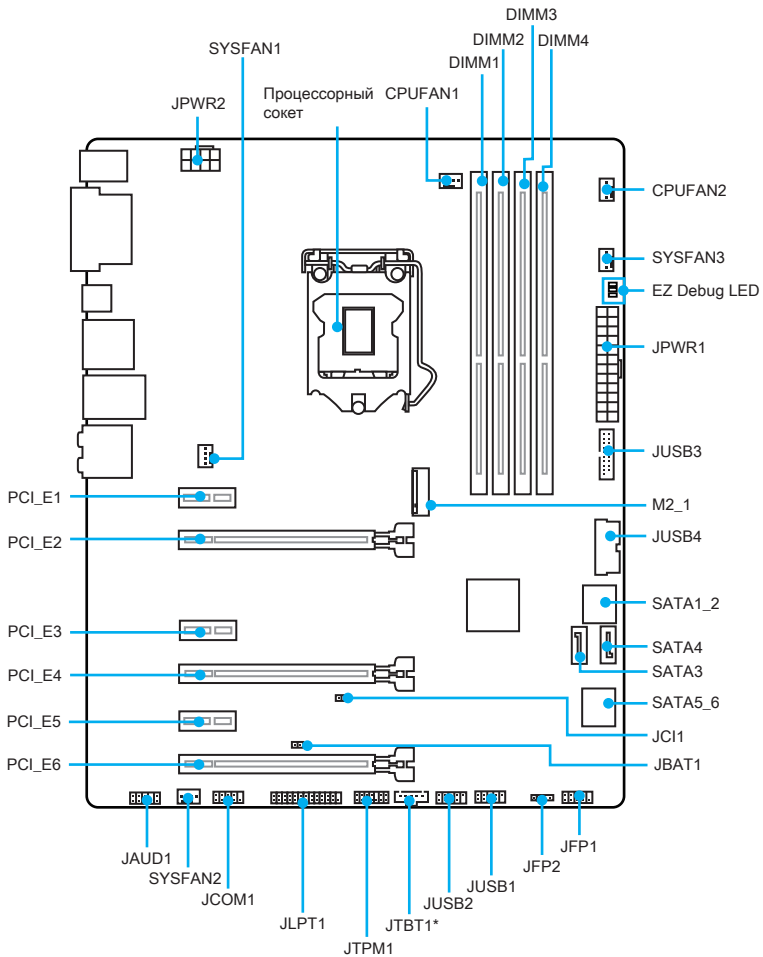 DIMM3
DIMM2
DIMM4
SYSFAN1
DIMM1
JPWR2
Процессорный
сокет
CPUFAN1
CPUFAN2
SYSFAN3
EZ Debug LED
JPWR1
JUSB3
PCI_E1
M2_1
PCI_E2
JUSB4
SATA1_2
PCI_E3
SATA4
SATA3
PCI_E4
SATA5_6
PCI_E5
JCI1
PCI_E6
JBAT1
JAUD1
SYSFAN2
JCOM1
JLPT1
JTPM1
JTBT1*
JUSB2
JUSB1
JFP2
JFP1